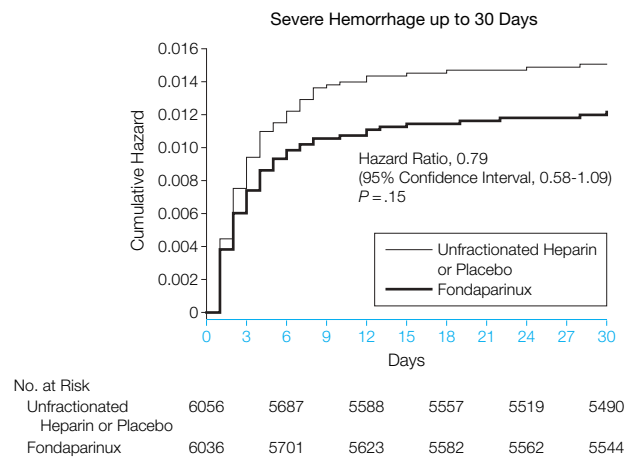 Severe Hemorrhage up to 30 Days
0.016
0.014
0.012
0.010
0.008
0.006
0.004
0.002
0
Cumulative Hazard
Hazard Ratio, 0.79
(95% Confidence Interval, 0.58-1.09)
P = .15
Unfractionated Heparin
or Placebo
Fondaparinux
0 3 6 9 12 15 18 21 24 27 30
Days
No. at Risk
Unfractionated 6056 5687 5588 5557 5519 5490
Heparin or Placebo
Fondaparinux 6036 5701 5623 5582 5562 5544